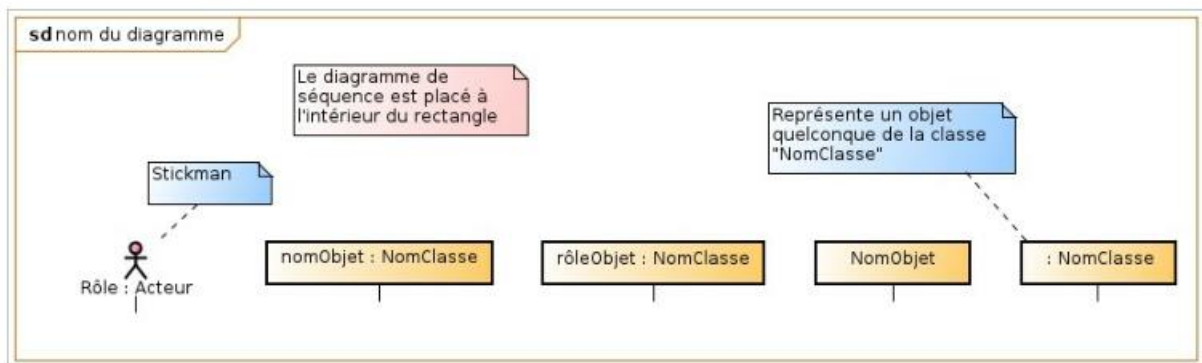 sd nom du diagramme
Le diagramme de
séquence est placé à
l'intérieur du rectangle
Représente un objet
quelconque de la classe
"NomClasse"
Stickman
Rôle : Acteur
nomObjet : NomClasse
rôleObjet : NomClasse
NomObjet
: NomClasse